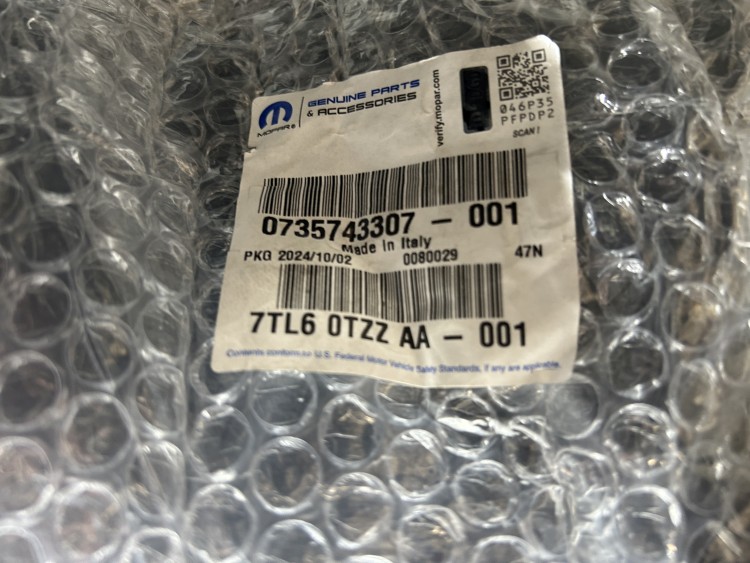 MOPAR®
GENUINE PARTS
& ACCESSORIES
verify.mopar.com
046P35
PFPDP2
SCAN!
0735743307 - 001
Made in Italy
PKG 2024/10/02 0080029 47N
7TL6 0TZZ AA - 001
Contents Conforms to U.S. Federal Motor Vehicle Safety Standards, if any are applicable.